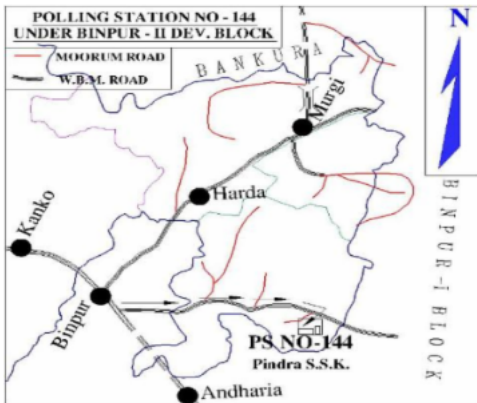 POLLING STATION NO - 144
UNDER BINPUR - II DEV. BLOCK
MOORUM ROAD
W.B.M. ROAD
N
BANKURA
Murgi
Harda
Kanko
Binpur
BINPUR-I BLOCK
PS NO-144
Pindra S.S.K.
Andharia